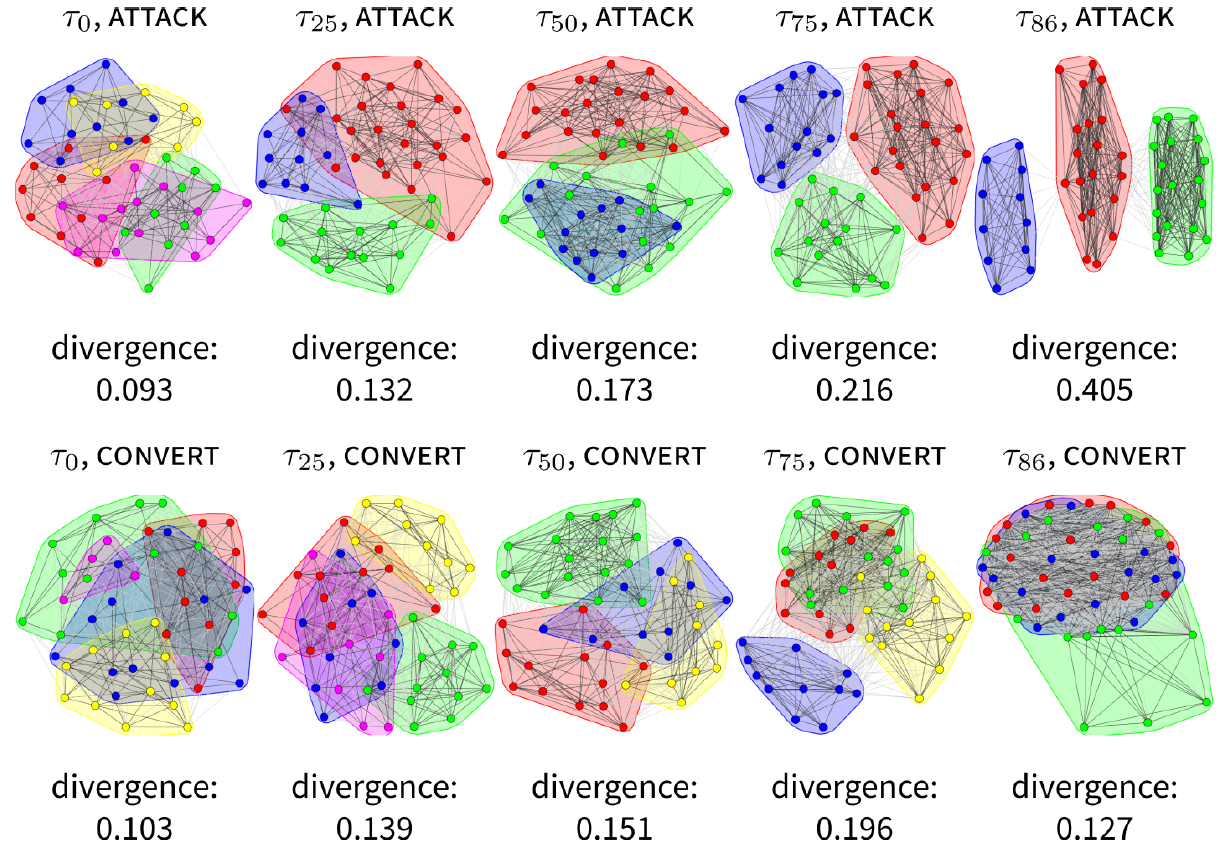 τ0, ATTACK
τ25, ATTACK
τ50, ATTACK
τ75, ATTACK
τ86, ATTACK
divergence:
0.093
divergence:
0.132
divergence:
0.173
divergence:
0.216
divergence:
0.405
τ0, CONVERT
τ25, CONVERT
τ50, CONVERT
τ75, CONVERT
τ86, CONVERT
divergence:
0.103
divergence:
0.139
divergence:
0.151
divergence:
0.196
divergence:
0.127